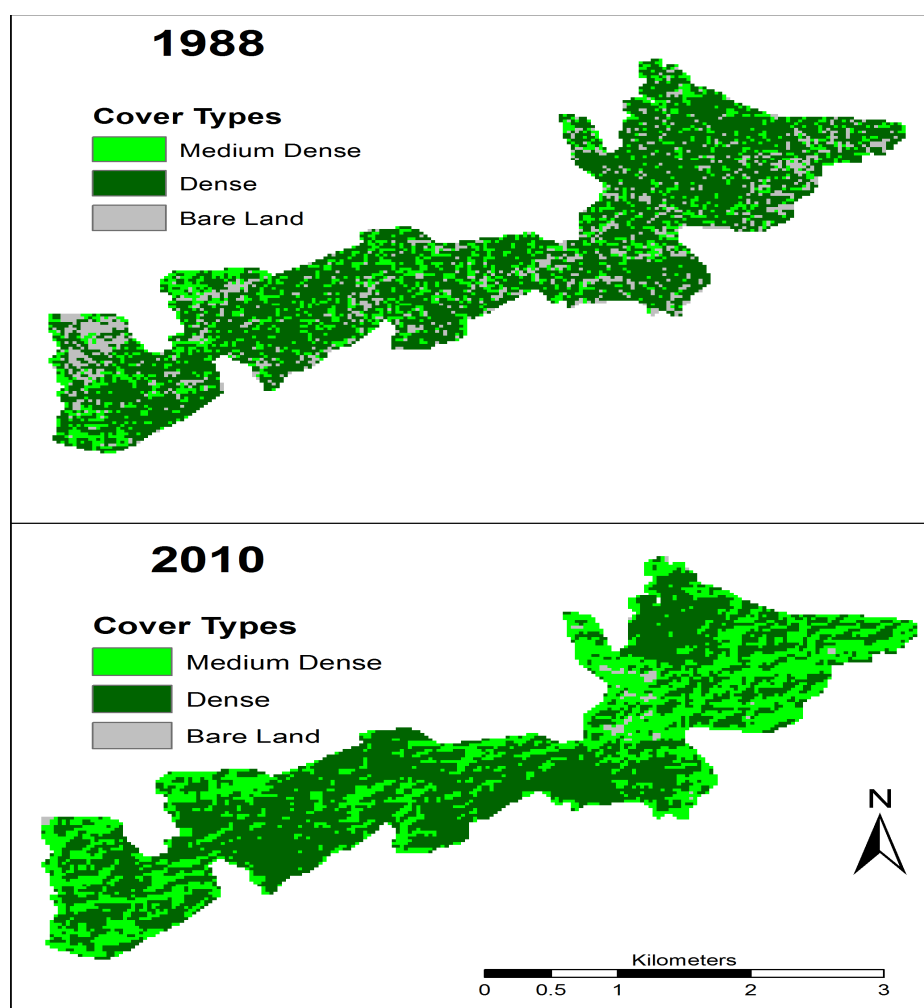 1988
Cover Types
Medium Dense
Dense
Bare Land
2010
Cover Types
Medium Dense
Dense
Bare Land
N
Kilometers
0 0.5 1 2 3